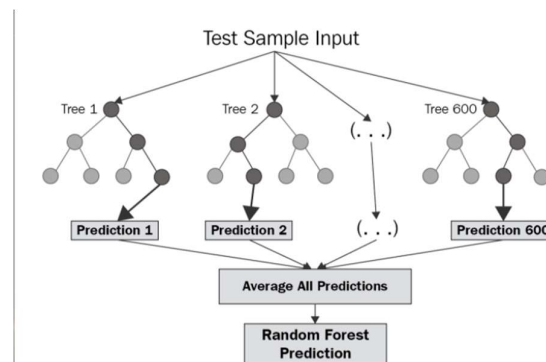 Test Sample Input
Tree 1
Tree 2
Tree 600
(. . .)
Prediction 1
Prediction 2
(. . .)
Prediction 600
Average All Predictions
Random Forest
Prediction